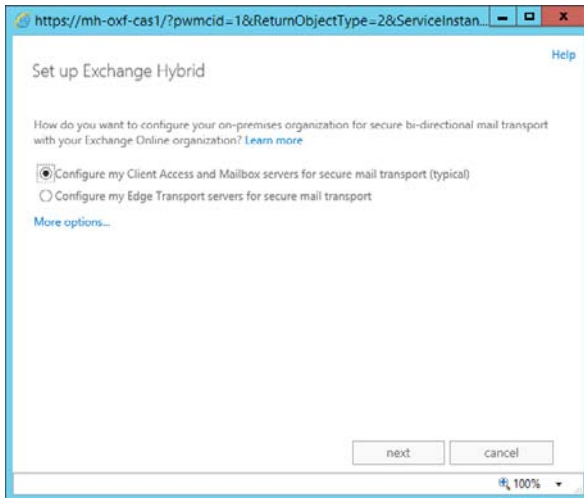 https://mh-oxf-cas1/?pwmcid=1&ReturnObjectType=2&ServiceInstan...
Help
Set up Exchange Hybrid
How do you want to configure your on-premises organization for secure bi-directional mail transport
with your Exchange Online organization? Learn more
Configure my Client Access and Mailbox servers for secure mail transport (typical)
Configure my Edge Transport servers for secure mail transport
More options...
next
cancel
100%